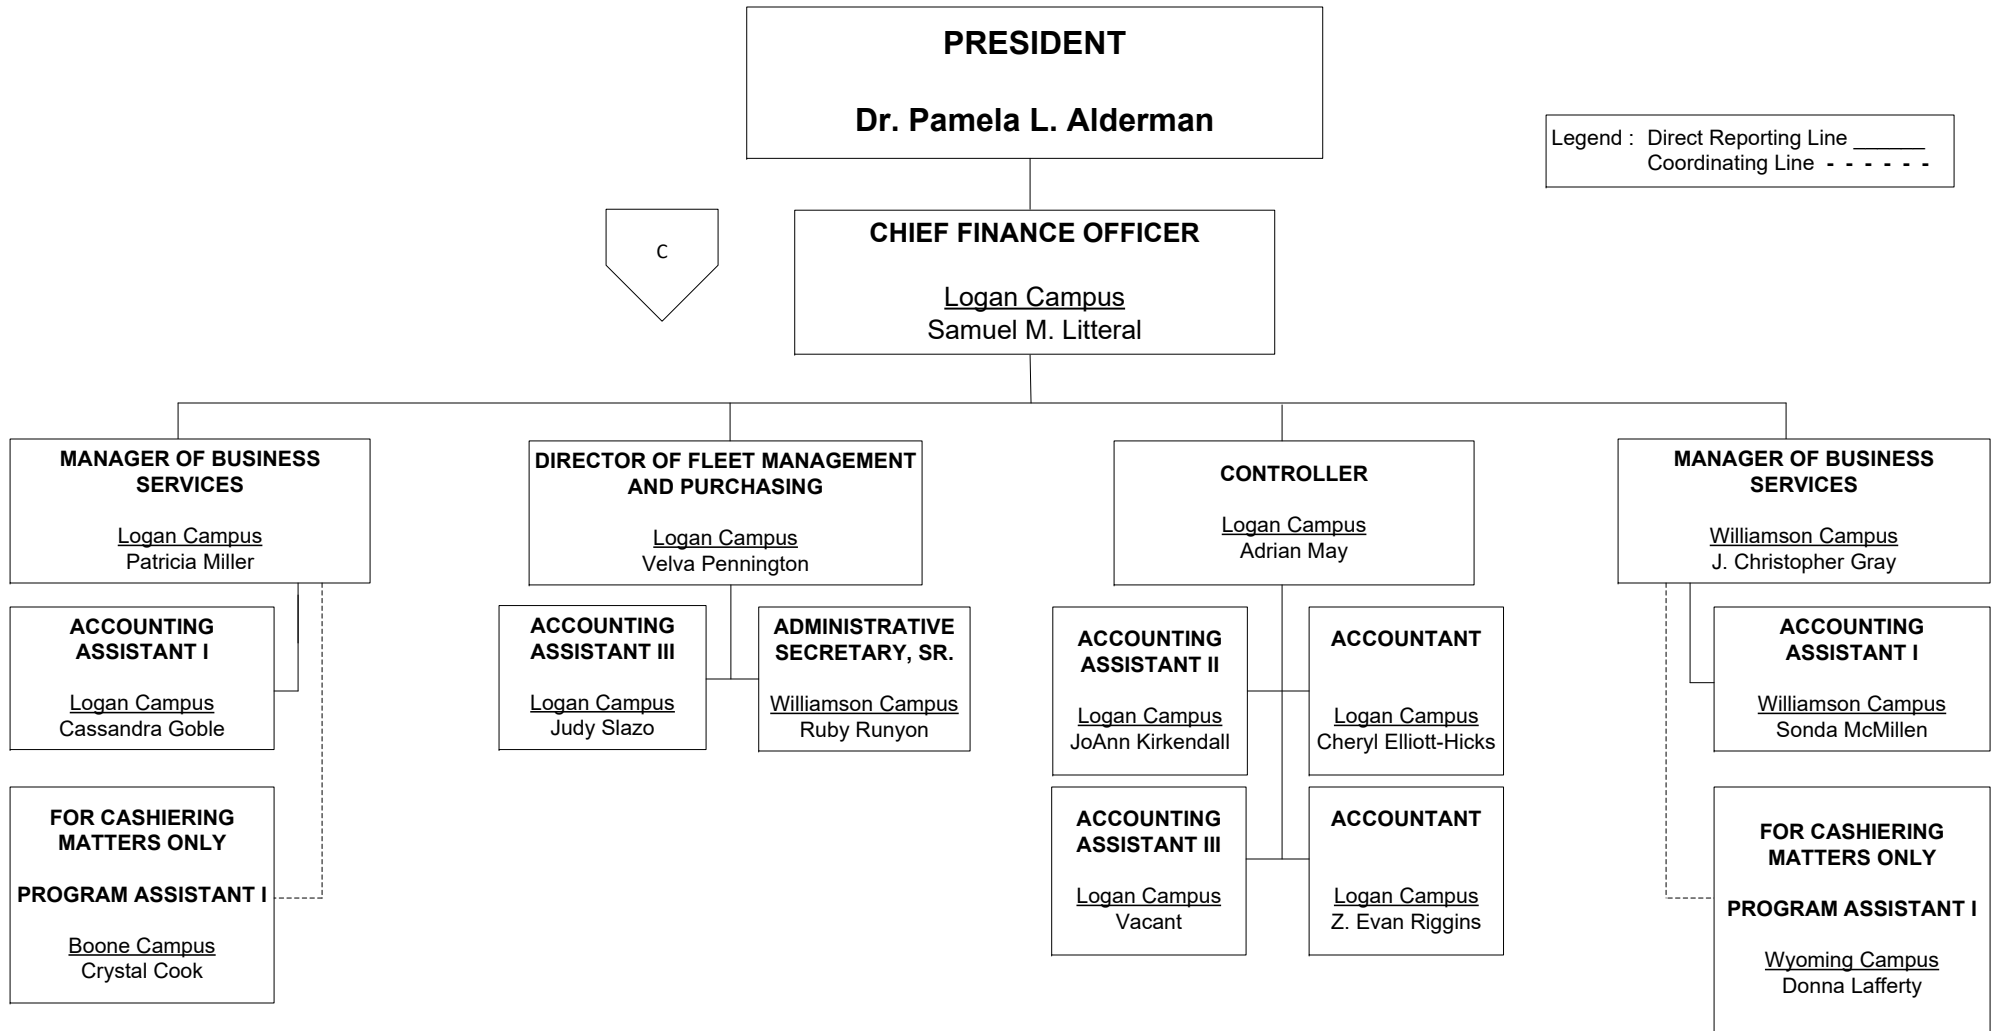 PRESIDENT
Dr. Pamela L. Alderman
Legend : Direct Reporting Line ______
Coordinating Line - - - - - -
C
CHIEF FINANCE OFFICER
Logan Campus
Samuel M. Litteral
MANAGER OF BUSINESS
SERVICES
Logan Campus
Patricia Miller
DIRECTOR OF FLEET MANAGEMENT
AND PURCHASING
Logan Campus
Velva Pennington
CONTROLLER
Logan Campus
Adrian May
MANAGER OF BUSINESS
SERVICES
Williamson Campus
J. Christopher Gray
ACCOUNTING
ASSISTANT I
Logan Campus
Cassandra Goble
ACCOUNTING
ASSISTANT III
Logan Campus
Judy Slazo
ADMINISTRATIVE
SECRETARY, SR.
Williamson Campus
Ruby Runyon
ACCOUNTING
ASSISTANT II
Logan Campus
JoAnn Kirkendall
ACCOUNTANT
Logan Campus
Cheryl Elliott-Hicks
ACCOUNTING
ASSISTANT I
Williamson Campus
Sonda McMillen
FOR CASHIERING
MATTERS ONLY
PROGRAM ASSISTANT I
Boone Campus
Crystal Cook
ACCOUNTING
ASSISTANT III
Logan Campus
Vacant
ACCOUNTANT
Logan Campus
Z. Evan Riggins
FOR CASHIERING
MATTERS ONLY
PROGRAM ASSISTANT I
Wyoming Campus
Donna Lafferty